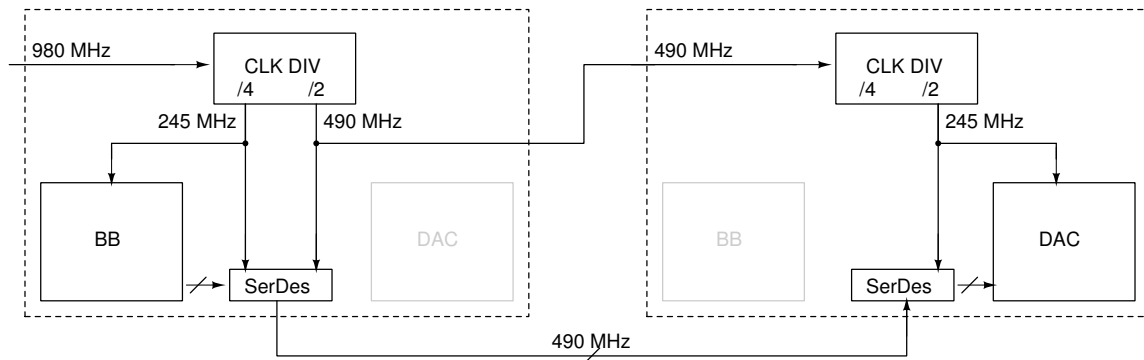 980 MHz
CLK DIV
/4 /2
245 MHz
490 MHz
BB
DAC
SerDes
490 MHz
CLK DIV
/4 /2
245 MHz
BB
DAC
SerDes
490 MHz